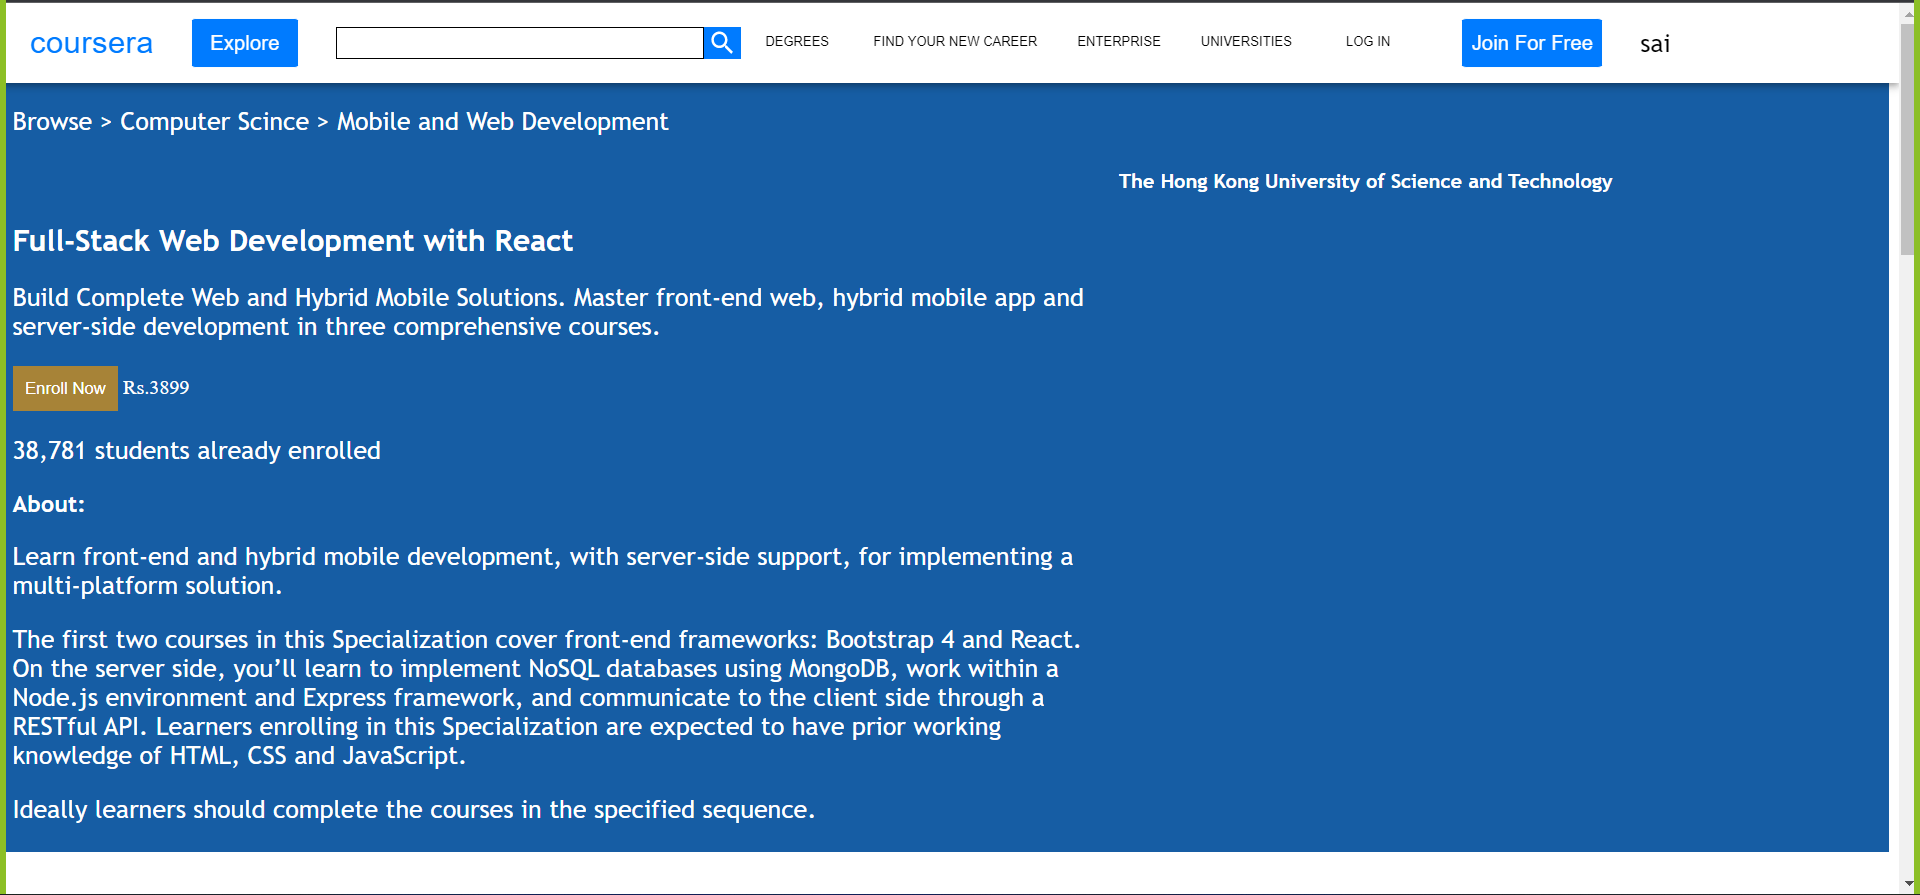 coursera Explore DEGREES FIND YOUR NEW CAREER ENTERPRISE UNIVERSITIES LOG IN Join For Free sai
Browse > Computer Scince > Mobile and Web Development
The Hong Kong University of Science and Technology
Full-Stack Web Development with React
Build Complete Web and Hybrid Mobile Solutions. Master front-end web, hybrid mobile app and
server-side development in three comprehensive courses.
Enroll Now Rs.3899
38,781 students already enrolled
About:
Learn front-end and hybrid mobile development, with server-side support, for implementing a
multi-platform solution.
The first two courses in this Specialization cover front-end frameworks: Bootstrap 4 and React.
On the server side, you’ll learn to implement NoSQL databases using MongoDB, work within a
Node.js environment and Express framework, and communicate to the client side through a
RESTful API. Learners enrolling in this Specialization are expected to have prior working
knowledge of HTML, CSS and JavaScript.
Ideally learners should complete the courses in the specified sequence.